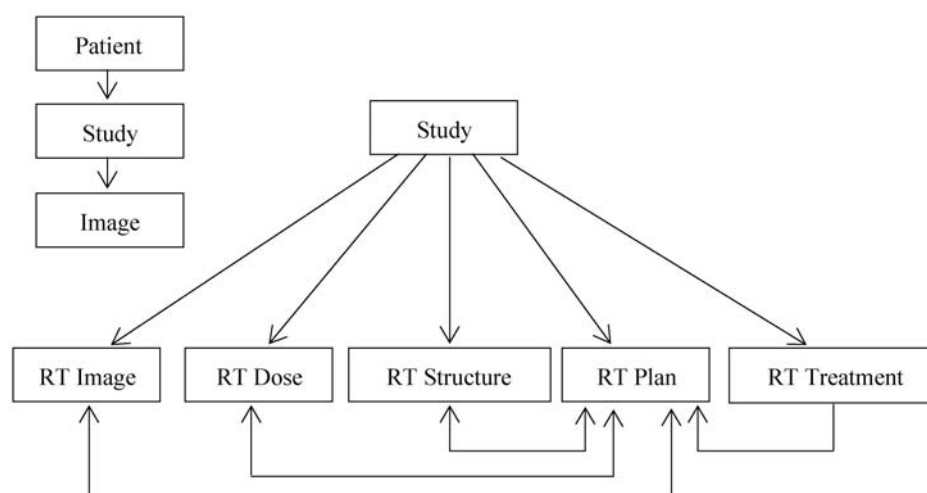 Patient
Study
Study
Image
RT Image
RT Dose
RT Structure
RT Plan
RT Treatment